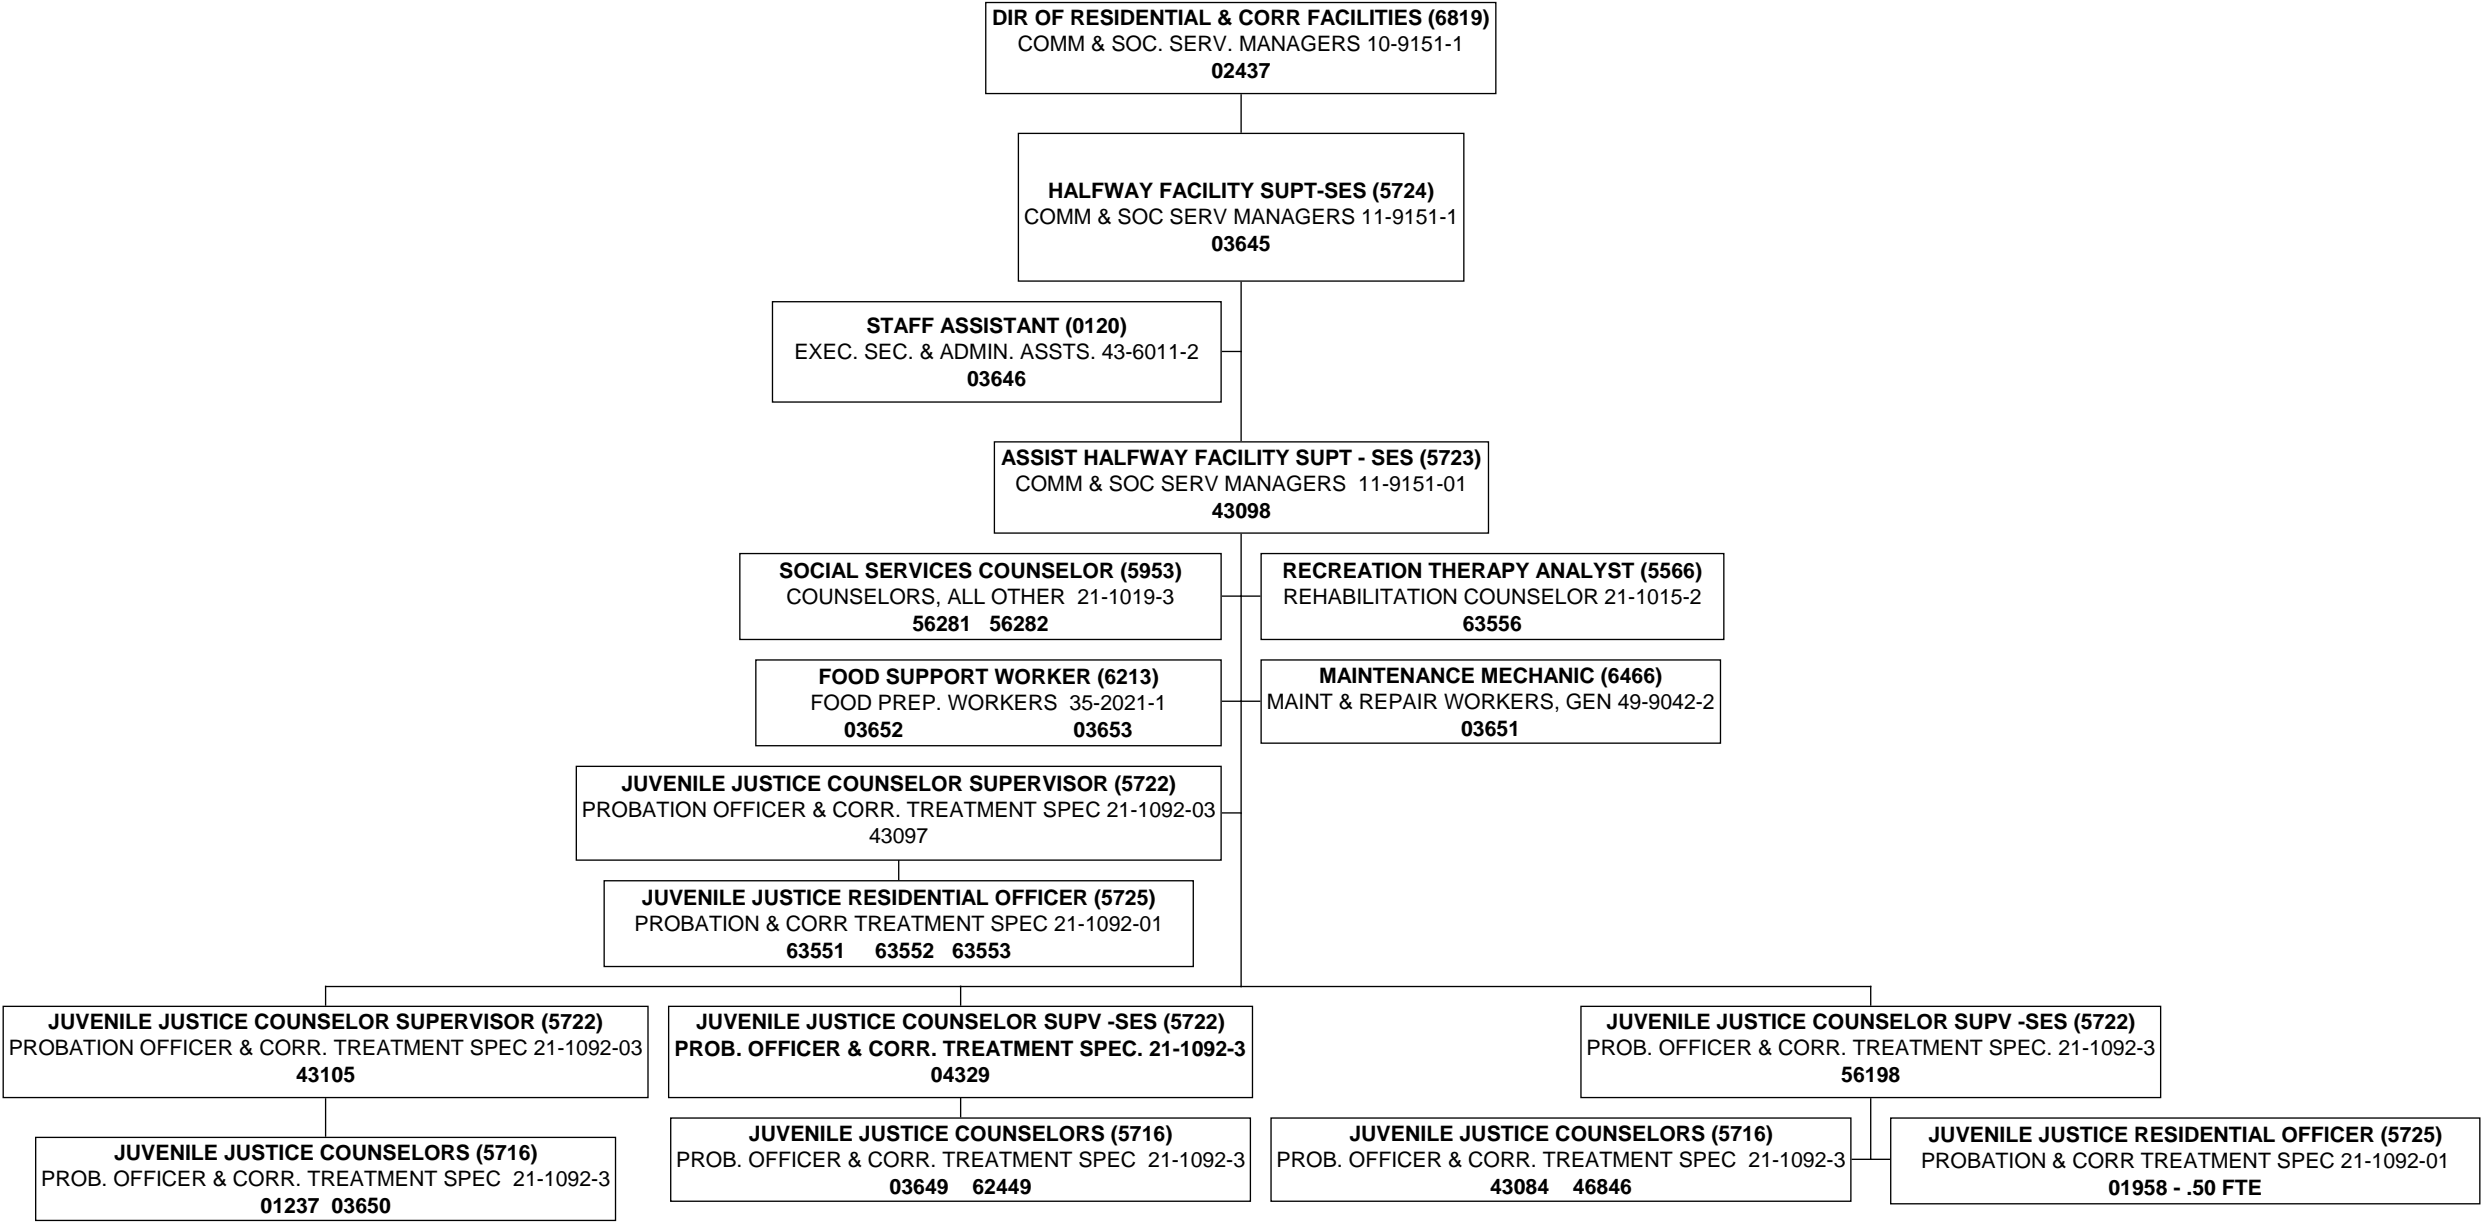 DIR OF RESIDENTIAL & CORR FACILITIES (6819)
COMM & SOC. SERV. MANAGERS 10-9151-1
02437
HALFWAY FACILITY SUPT-SES (5724)
COMM & SOC SERV MANAGERS 11-9151-1
03645
STAFF ASSISTANT (0120)
EXEC. SEC. & ADMIN. ASSTS. 43-6011-2
03646
ASSIST HALFWAY FACILITY SUPT - SES (5723)
COMM & SOC SERV MANAGERS 11-9151-01
43098
SOCIAL SERVICES COUNSELOR (5953)
COUNSELORS, ALL OTHER 21-1019-3
56281 56282
RECREATION THERAPY ANALYST (5566)
REHABILITATION COUNSELOR 21-1015-2
63556
FOOD SUPPORT WORKER (6213)
FOOD PREP. WORKERS 35-2021-1
03652 03653
MAINTENANCE MECHANIC (6466)
MAINT & REPAIR WORKERS, GEN 49-9042-2
03651
JUVENILE JUSTICE COUNSELOR SUPERVISOR (5722)
PROBATION OFFICER & CORR. TREATMENT SPEC 21-1092-03
43097
JUVENILE JUSTICE RESIDENTIAL OFFICER (5725)
PROBATION & CORR TREATMENT SPEC 21-1092-01
63551 63552 63553
JUVENILE JUSTICE COUNSELOR SUPERVISOR (5722)
PROBATION OFFICER & CORR. TREATMENT SPEC 21-1092-03
43105
JUVENILE JUSTICE COUNSELOR SUPV -SES (5722)
PROB. OFFICER & CORR. TREATMENT SPEC. 21-1092-3
04329
JUVENILE JUSTICE COUNSELOR SUPV -SES (5722)
PROB. OFFICER & CORR. TREATMENT SPEC. 21-1092-3
56198
JUVENILE JUSTICE COUNSELORS (5716)
PROB. OFFICER & CORR. TREATMENT SPEC 21-1092-3
01237 03650
JUVENILE JUSTICE COUNSELORS (5716)
PROB. OFFICER & CORR. TREATMENT SPEC 21-1092-3
03649 62449
JUVENILE JUSTICE COUNSELORS (5716)
PROB. OFFICER & CORR. TREATMENT SPEC 21-1092-3
43084 46846
JUVENILE JUSTICE RESIDENTIAL OFFICER (5725)
PROBATION & CORR TREATMENT SPEC 21-1092-01
01958 - .50 FTE